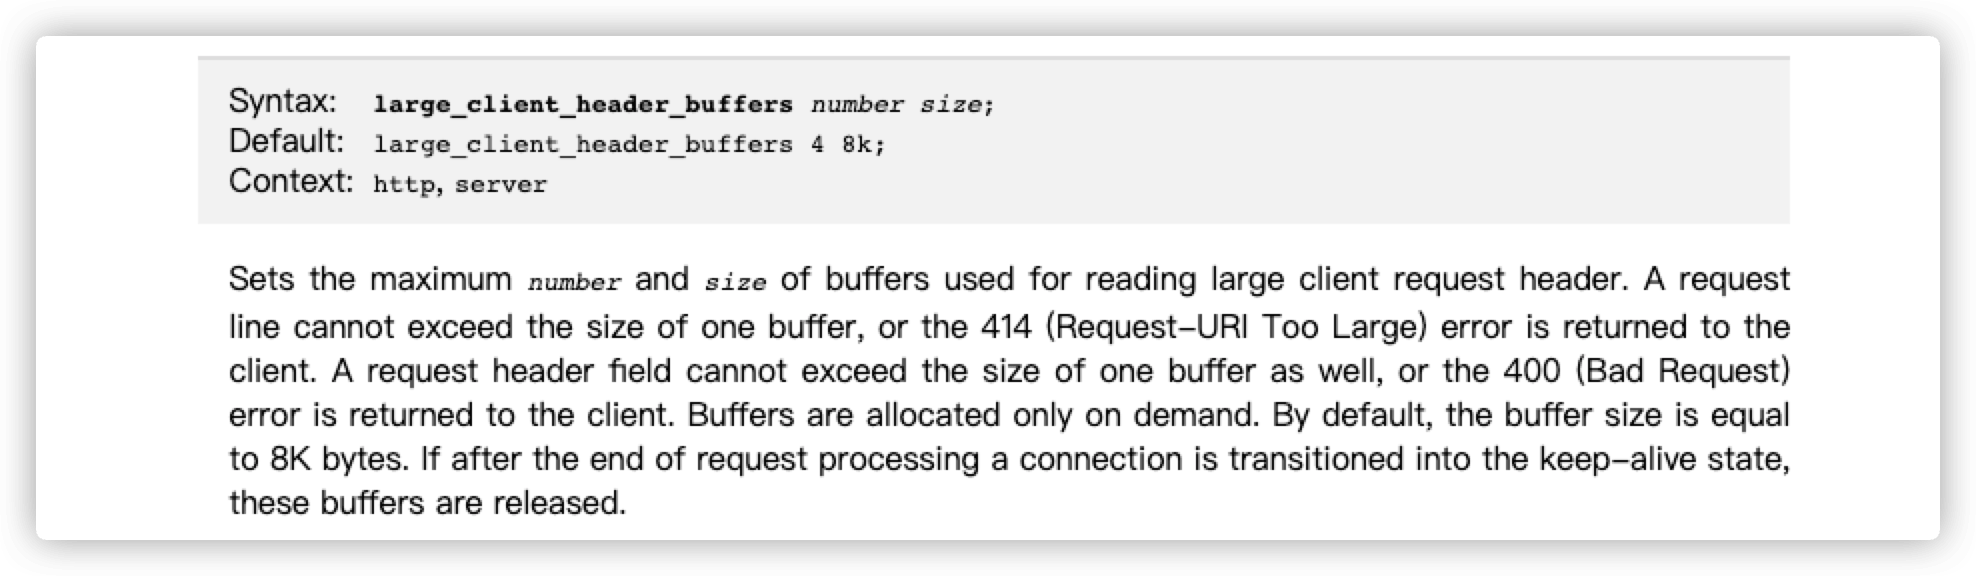 Syntax: large_client_header_buffers number size;
Default: large_client_header_buffers 4 8k;
Context: http, server
Sets the maximum number and size of buffers used for reading large client request header. A request
line cannot exceed the size of one buffer, or the 414 (Request-URI Too Large) error is returned to the
client. A request header field cannot exceed the size of one buffer as well, or the 400 (Bad Request)
error is returned to the client. Buffers are allocated only on demand. By default, the buffer size is equal
to 8K bytes. If after the end of request processing a connection is transitioned into the keep-alive state,
these buffers are released.